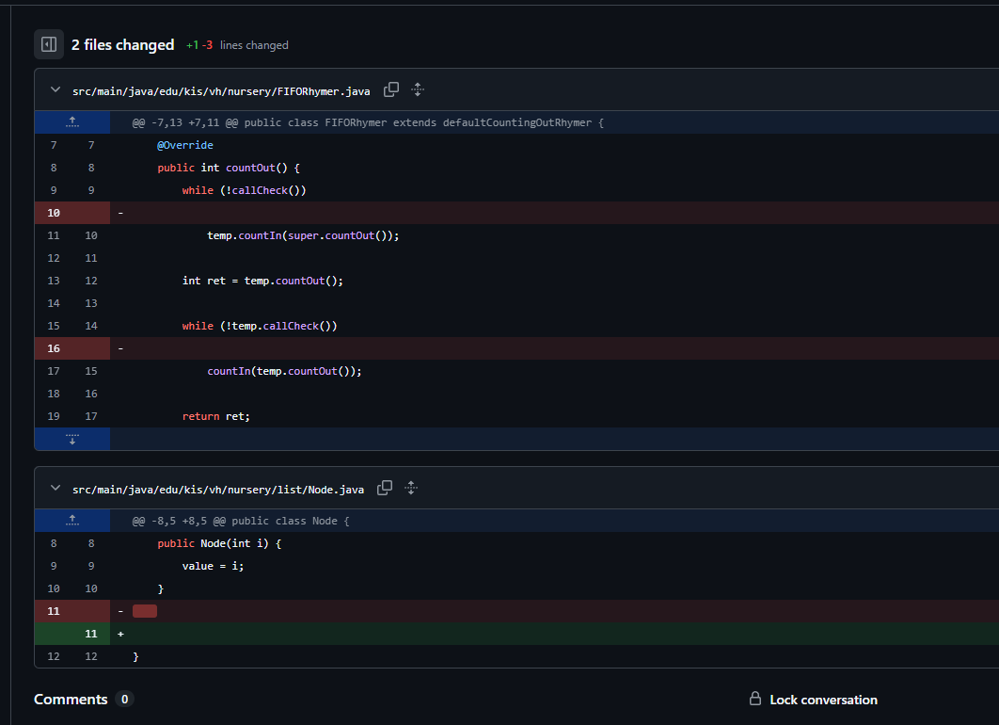 2 files changed +1 -3 lines changed
src/main/java/edu/kis/vh/nursery/FIFORhymer.java
@@ -7,13 +7,11 @@ public class FIFORhymer extends defaultCountingOutRhymer {
7 7 @Override
8 8 public int countOut() {
9 9 while (!callCheck())
10 -
11 10 temp.countIn(super.countOut());
12 11
13 12 int ret = temp.countOut();
14 13
15 14 while (!temp.callCheck())
16 -
17 15 countIn(temp.countOut());
18 16
19 17 return ret;
src/main/java/edu/kis/vh/nursery/list/Node.java
@@ -8,5 +8,5 @@ public class Node {
8 8 public Node(int i) {
9 9 value = i;
10 10 }
11 -
11 +
12 12 }
Comments 0
Lock conversation